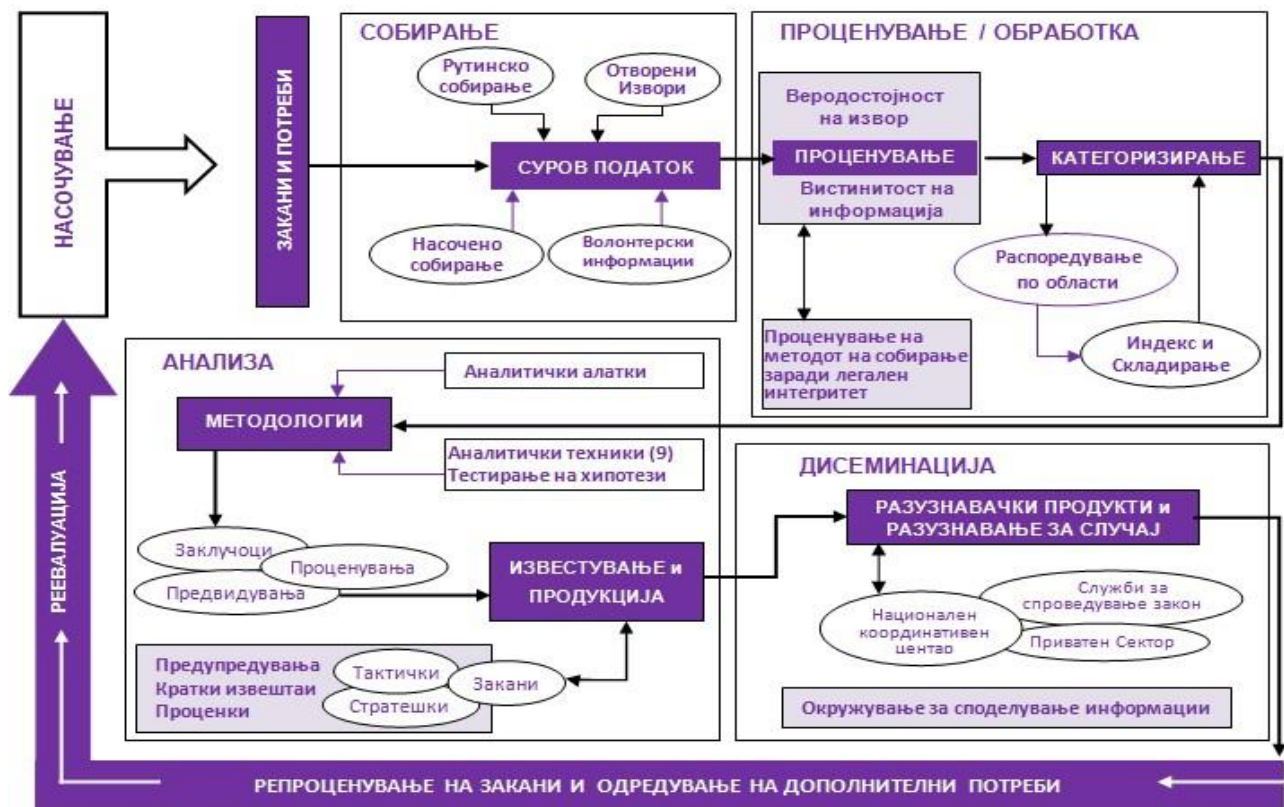 НАСОЧУВАЊЕ
ЗАКАНИ И ПОТРЕБИ
СОБИРАЊЕ
Рутинско
собирање
Отворени
Извори
СУРОВ ПОДАТОК
Насочено
собирање
Волонтерски
информации
ПРОЦЕНУВАЊЕ / ОБРАБОТКА
Веродостојност
на извор
ПРОЦЕНУВАЊЕ
Вистинитост на
информација
КАТЕГОРИЗИРАЊЕ
Распоредување
по области
Индекс и
Складирање
Проценување на
методот на собирање
заради легален
интегритет
АНАЛИЗА
Аналитички алатки
МЕТОДОЛОГИИ
Аналитички техники (9)
Тестирање на хипотези
Заклучоци
Проценувања
Предвидувања
ИЗВЕСТУВАЊЕ и
ПРОДУКЦИЈА
Предупредувања
Кратки извештаи
Проценки
Тактички
Стратешки
Закани
ДИСЕМИНАЦИЈА
РАЗУЗНАВАЧКИ ПРОДУКТИ и
РАЗУЗНАВАЊЕ ЗА СЛУЧАЈ
Национален
координативен
центао
Служби за
спроведување закон
Приватен Сектор
Окружување за споделување информации
РЕЕВАЛУАЦИЈА
РЕПРОЦЕНУВАЊЕ НА ЗАКАНИ И ОДРЕДУВАЊЕ НА ДОПОЛНИТЕЛНИ ПОТРЕБИ